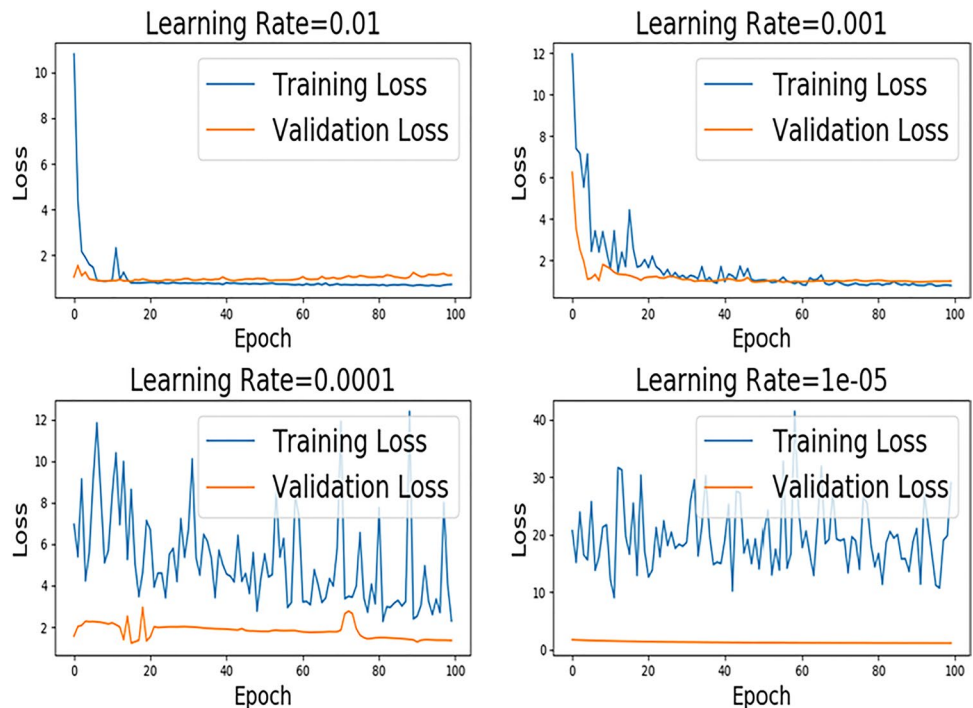 Learning Rate=0.01
10
8
6
4
2
Loss
Training Loss
Validation Loss
0 20 40 60 80 100
Epoch
Learning Rate=0.001
12
10
8
6
4
2
Loss
Training Loss
Validation Loss
0 20 40 60 80 100
Epoch
Learning Rate=0.0001
12
10
8
6
4
2
Loss
Training Loss
Validation Loss
0 20 40 60 80 100
Epoch
Learning Rate=1e-05
40
30
20
10
0
Loss
Training Loss
Validation Loss
0 20 40 60 80 100
Epoch